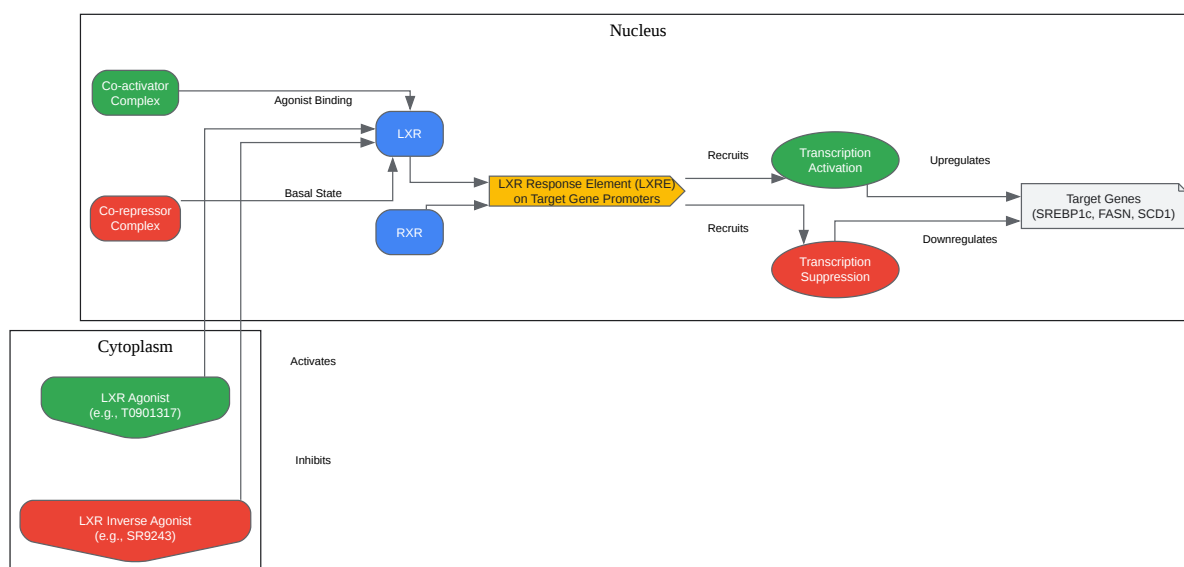 Nucleus
Co-activator
Complex
Agonist Binding
LXR
Co-repressor
Complex
Basal State
RXR
LXR Response Element (LXRE)
on Target Gene Promoters
Recruits
Recruits
Transcription
Activation
Transcription
Suppression
Upregulates
Downregulates
Target Genes
(SREBP1c, FASN, SCD1)
Cytoplasm
Activates
LXR Agonist
(e.g., T0901317)
Inhibits
LXR Inverse Agonist
(e.g., SR9243)